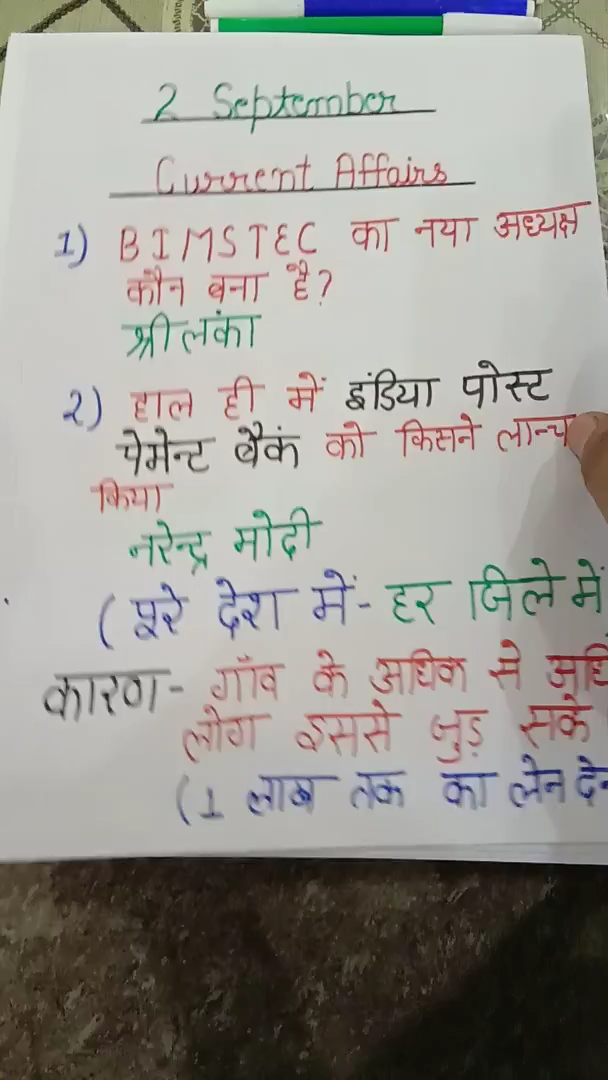 2 September
Current Affairs
1) BIMSTEC का नया अध्यक्ष
कौन बना है?
श्रीलंका
2) हाल ही में इंडिया पोस्ट
पेमेन्ट बैकं को किसने लान्च
किया
नरेन्द्र मोदी
(पूरे देश में - हर जिले में
कारण - गाँव के अधिक से
लोग इससे जुड़ सके
(1 लाख तक का लेन देन